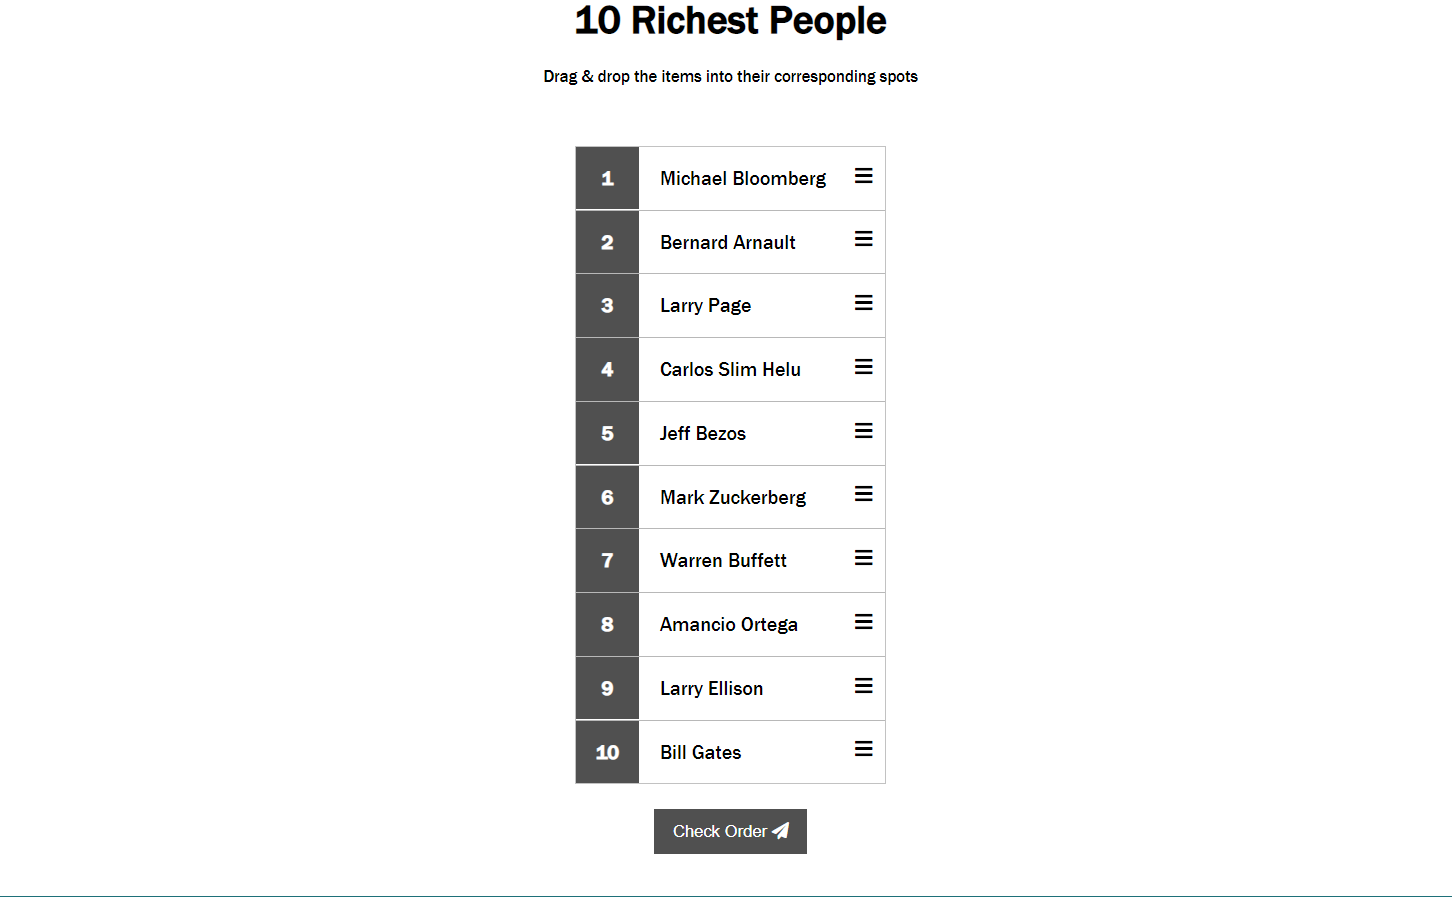 10 Richest People
Drag & drop the items into their corresponding spots
1 Michael Bloomberg
2 Bernard Arnault
3 Larry Page
4 Carlos Slim Helu
5 Jeff Bezos
6 Mark Zuckerberg
7 Warren Buffett
8 Amancio Ortega
9 Larry Ellison
10 Bill Gates
Check Order